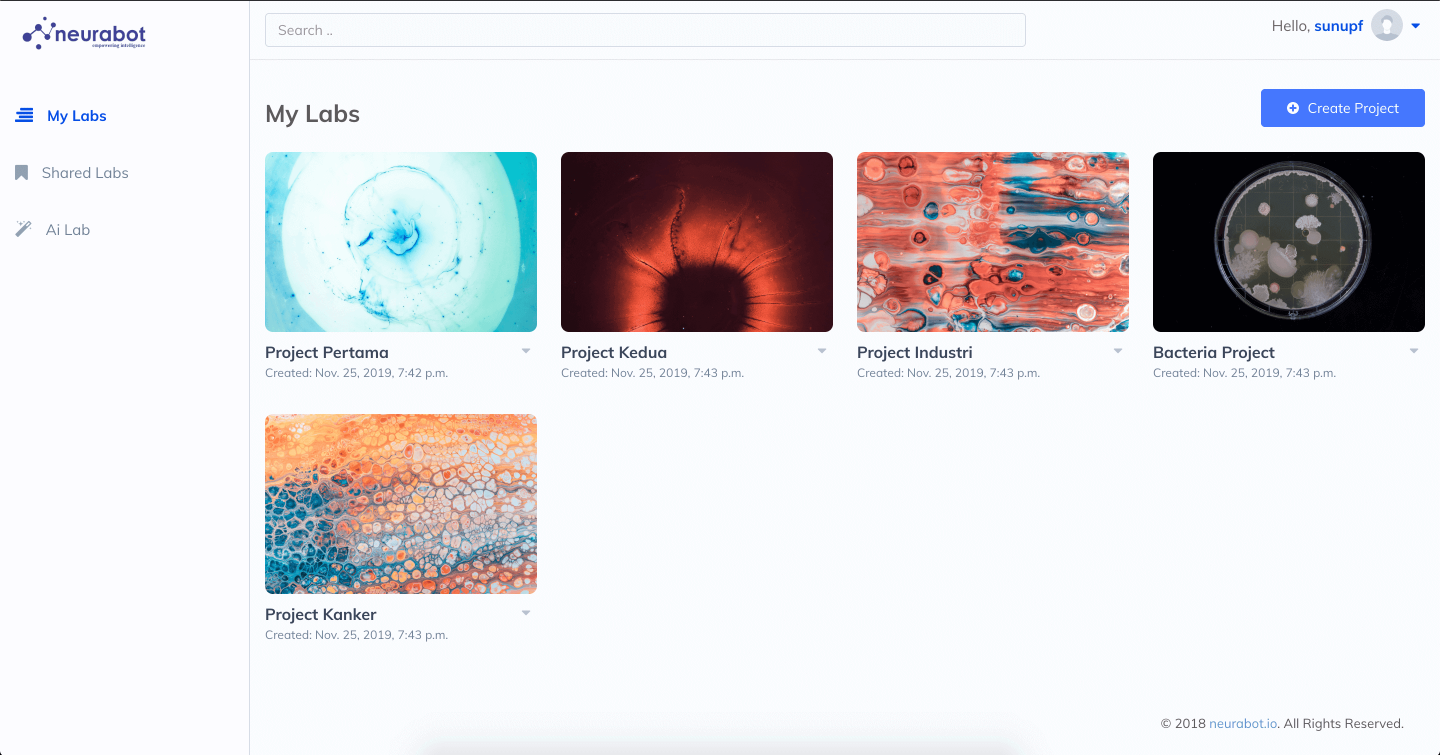 neurabot
empowering intelligence
Search ..
Hello, sunupf
My Labs
Shared Labs
Ai Lab
My Labs
Create Project
Project Pertama
Created: Nov. 25, 2019, 7:42 p.m.
Project Kedua
Created: Nov. 25, 2019, 7:43 p.m.
Project Industri
Created: Nov. 25, 2019, 7:43 p.m.
Bacteria Project
Created: Nov. 25, 2019, 7:43 p.m.
Project Kanker
Created: Nov. 25, 2019, 7:43 p.m.
© 2018 neurabot.io. All Rights Reserved.